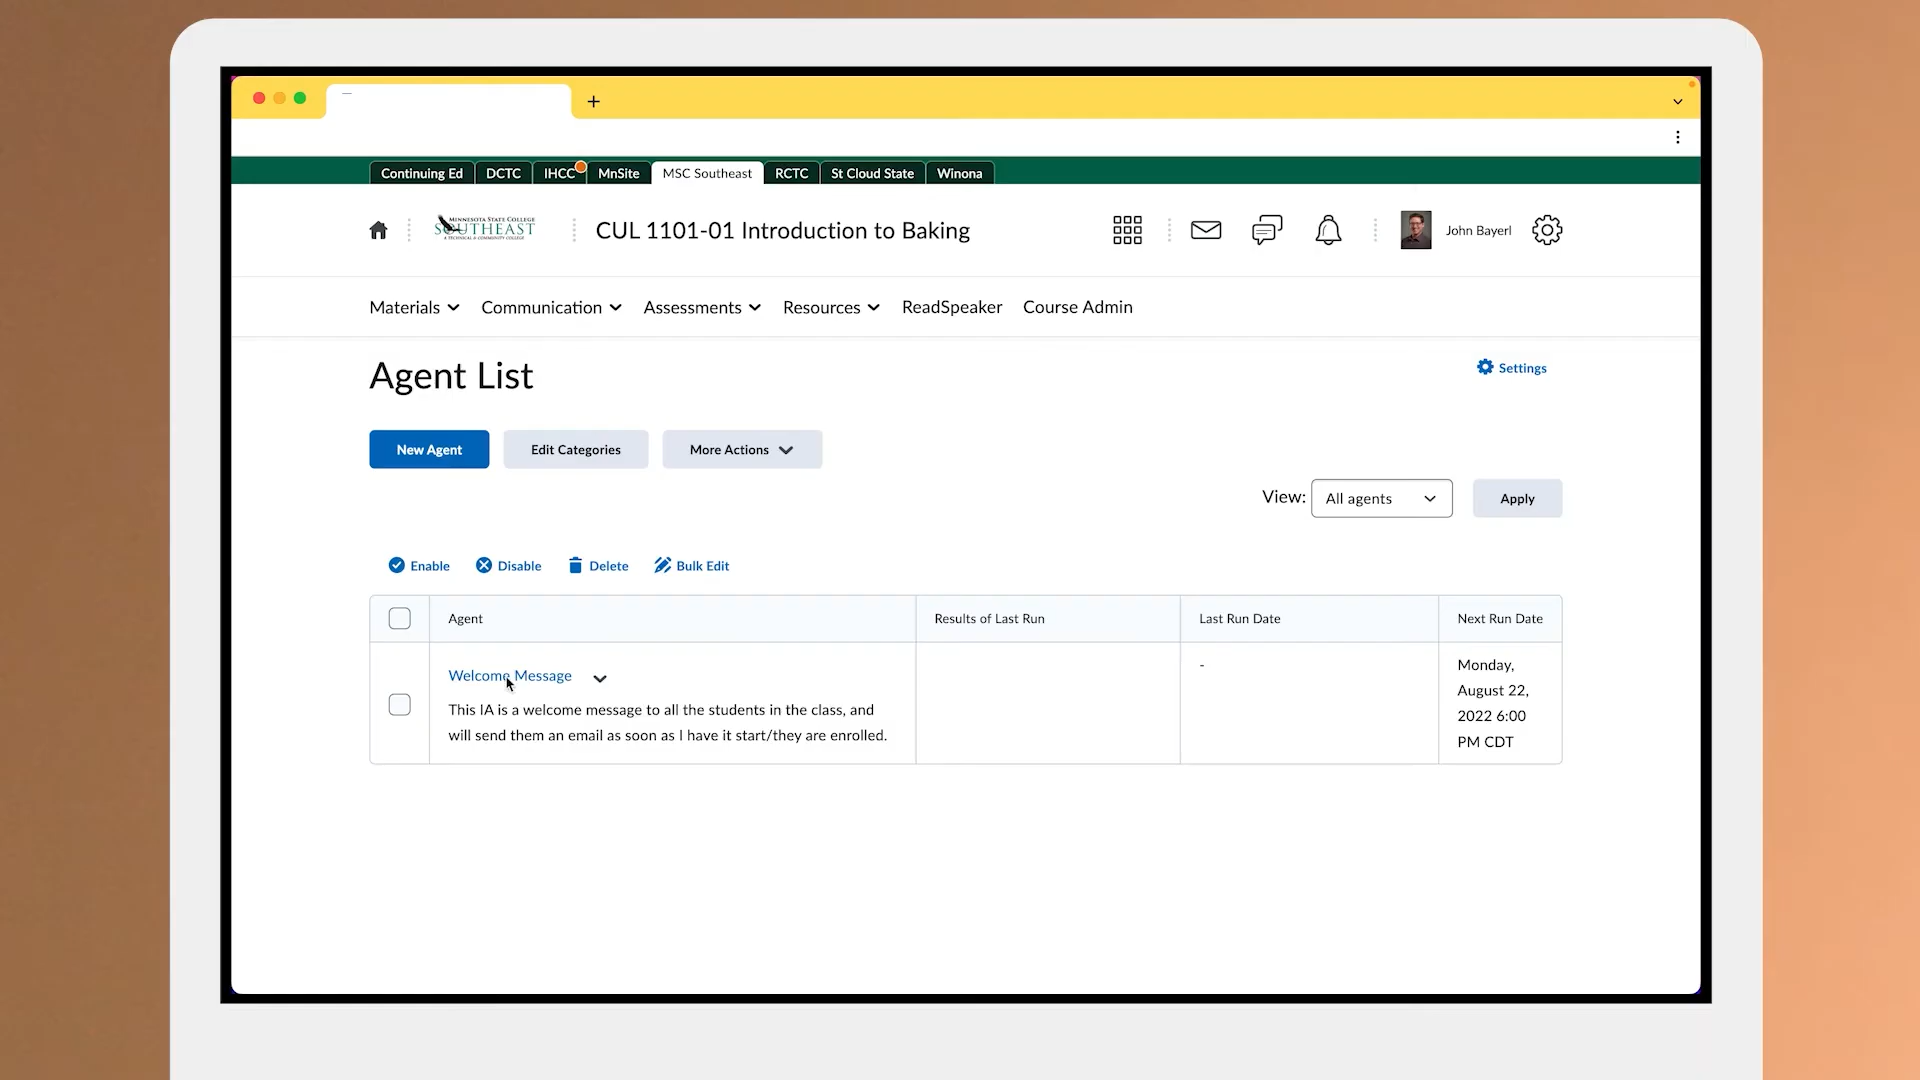 Continuing Ed DCTC IHCC MnSite MSC Southeast RCTC St Cloud State Winona
MINNESOTA STATE COLLEGE
SOUTHEAST
A TECHNICAL & COMMUNITY COLLEGE
CUL 1101-01 Introduction to Baking
John Bayerl
Materials Communication Assessments Resources ReadSpeaker Course Admin
Agent List
Settings
New Agent Edit Categories More Actions
View: All agents Apply
Enable Disable Delete Bulk Edit
Agent Results of Last Run Last Run Date Next Run Date
Welcome Message
This IA is a welcome message to all the students in the class, and
will send them an email as soon as I have it start/they are enrolled.
-
Monday,
August 22,
2022 6:00
PM CDT